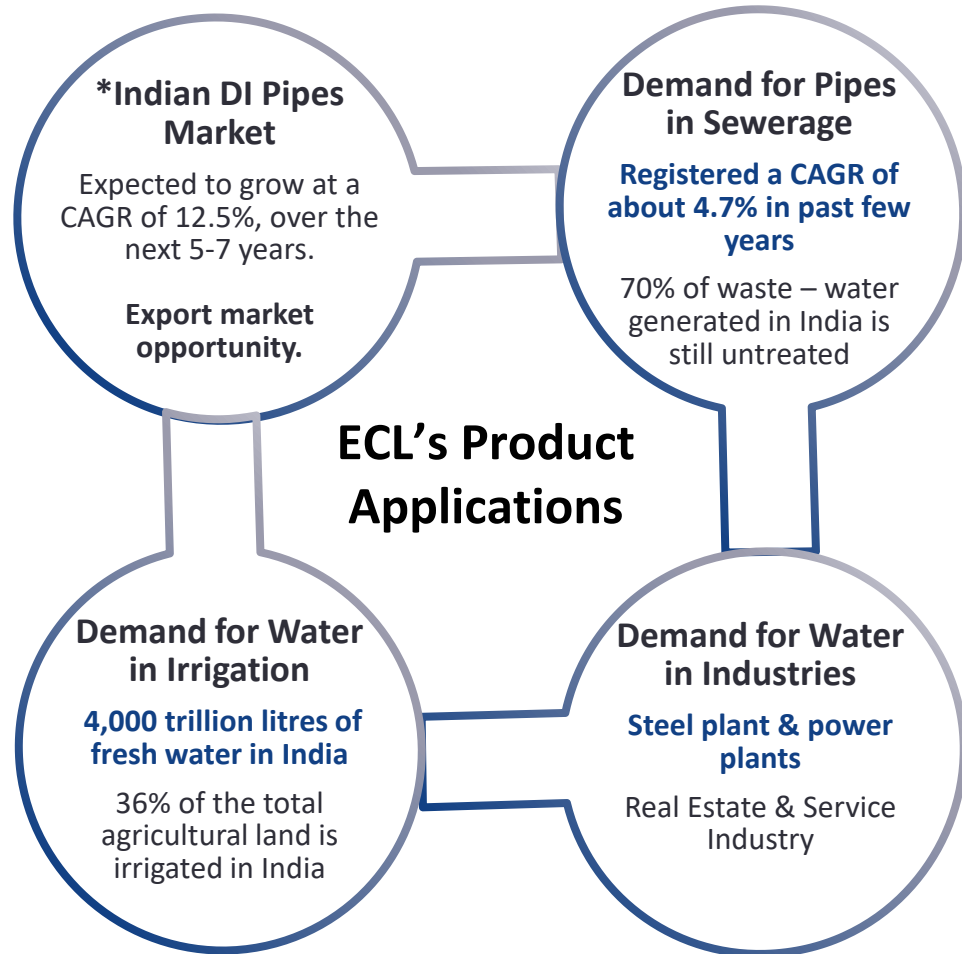 *Indian DI Pipes
Market
Expected to grow at a
CAGR of 12.5%, over the
next 5-7 years.
Export market
opportunity.
Demand for Pipes
in Sewerage
Registered a CAGR of
about 4.7% in past few
years
70% of waste – water
generated in India is
still untreated
ECL’s Product
Applications
Demand for Water
in Irrigation
4,000 trillion litres of
fresh water in India
36% of the total
agricultural land is
irrigated in India
Demand for Water
in Industries
Steel plant & power
plants
Real Estate & Service
Industry